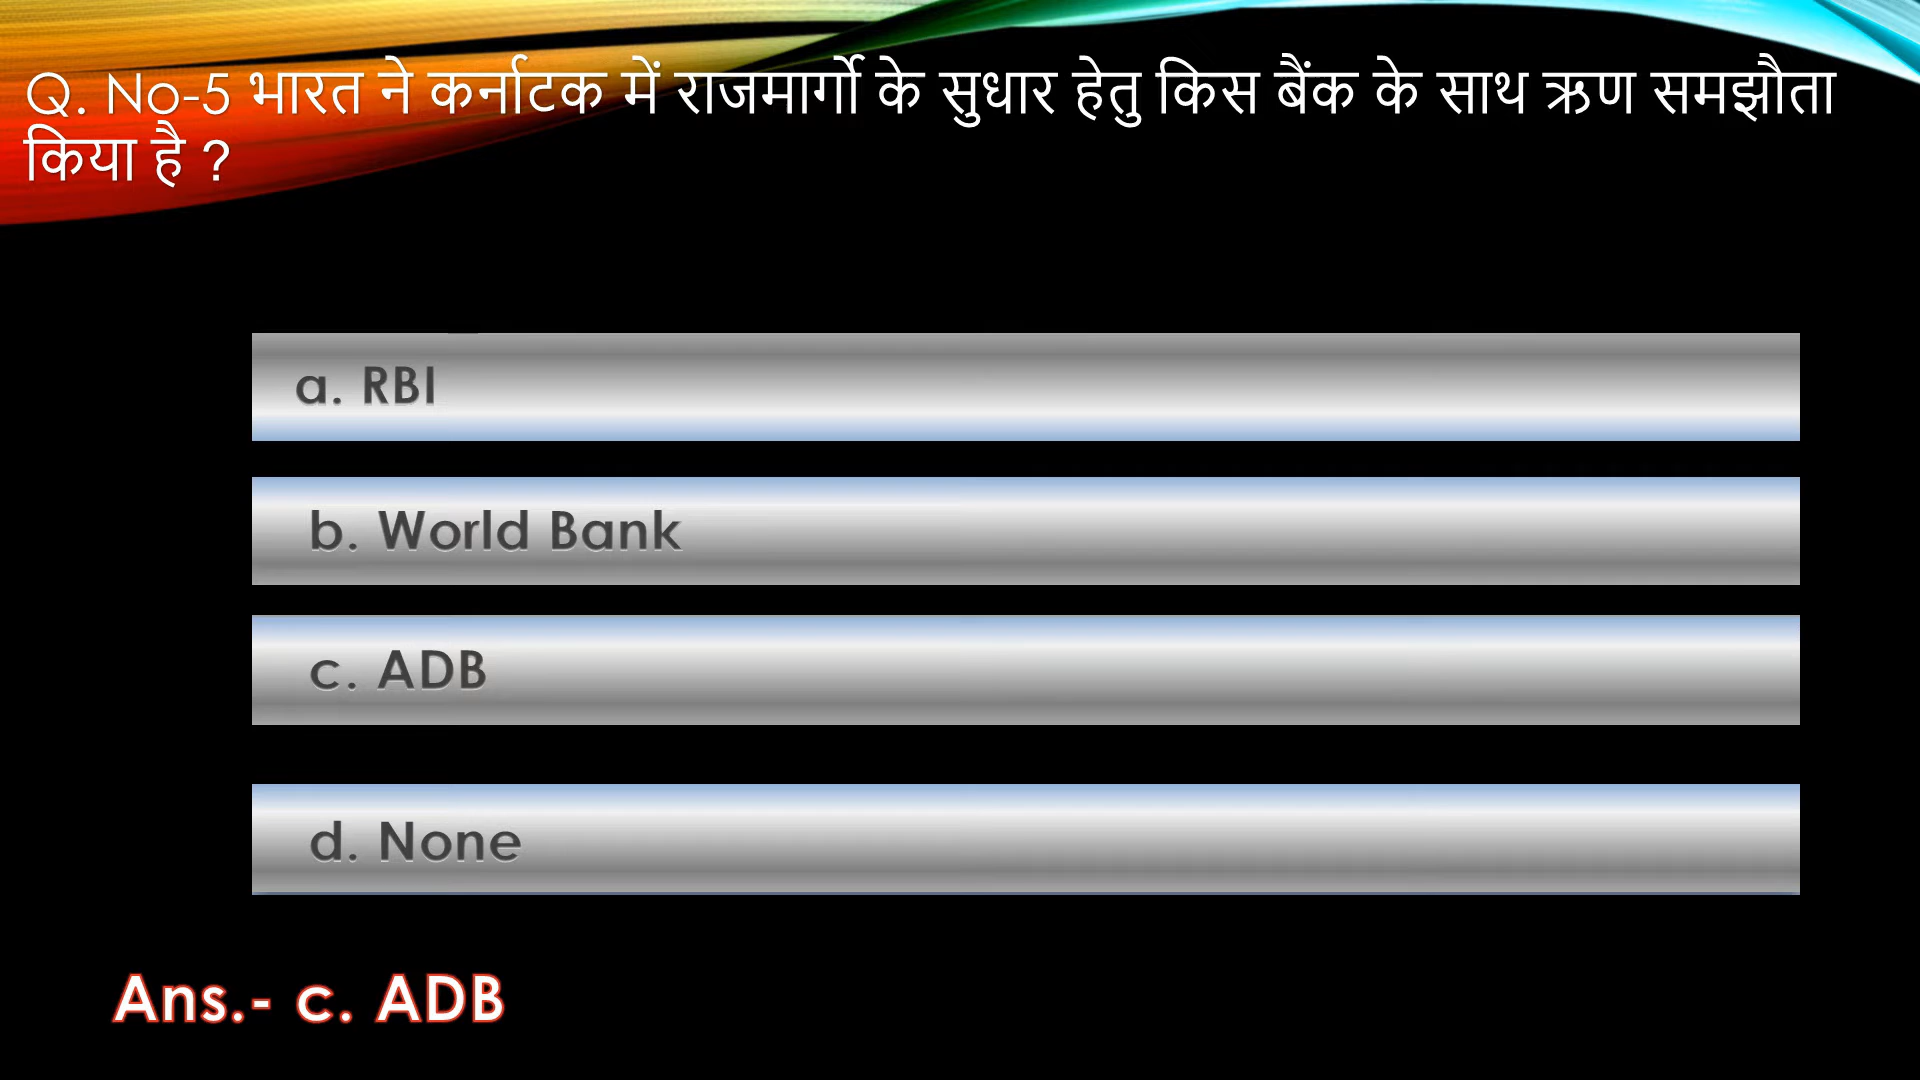 Q. No-5 भारत ने कर्नाटक में राजमार्गो के सुधार हेतु किस बैंक के साथ ऋण समझौता
किया है ?
a. RBI
b. World Bank
c. ADB
d. None
Ans.- c. ADB